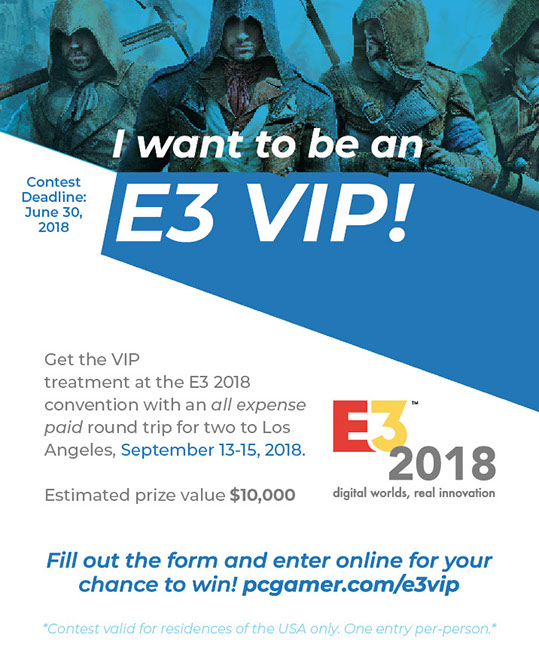 I want to be an
E3 VIP!
Contest
Deadline:
June 30,
2018
Get the VIP
treatment at the E3 2018
convention with an all expense
paid round trip for two to Los
Angeles, September 13-15, 2018.
Estimated prize value $10,000
E3™
2018
digital worlds, real innovation
Fill out the form and enter online for your
chance to win! pcgamer.com/e3vip
*Contest valid for residences of the USA only. One entry per-person.*